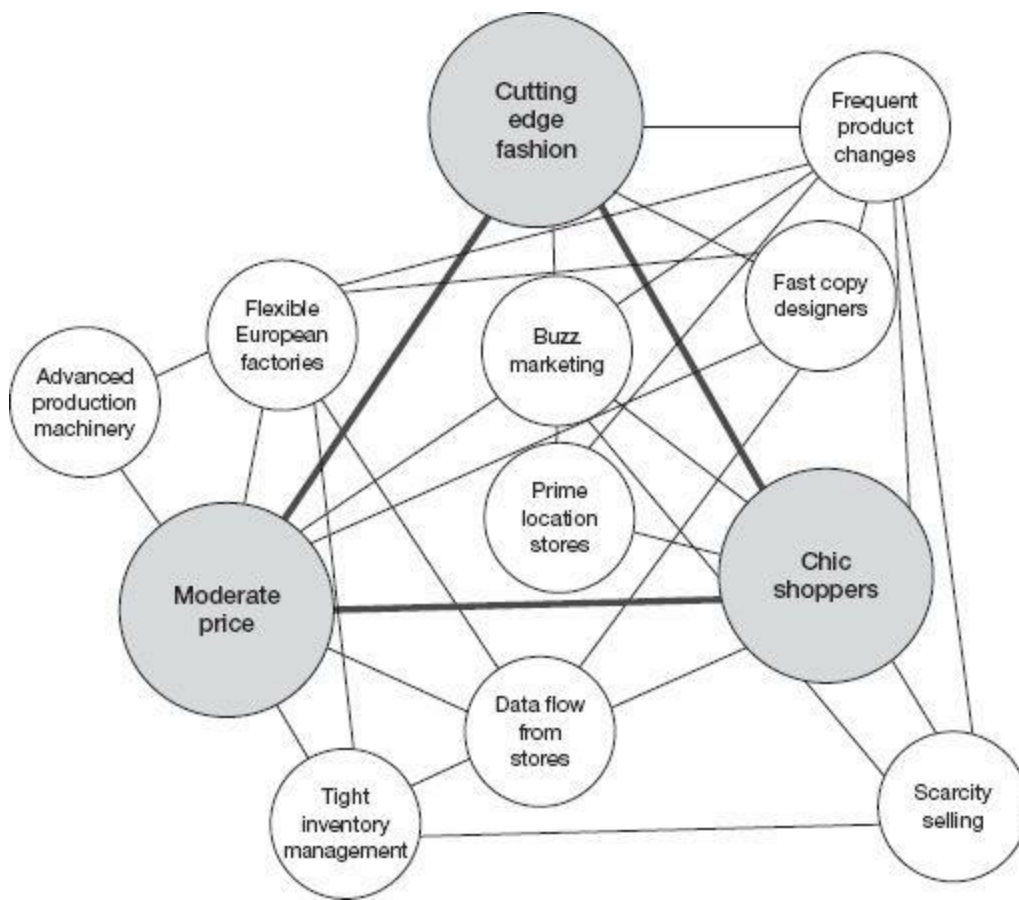 Cutting
edge
fashion
Frequent
product
changes
Fast copy
designers
Flexible
European
factories
Buzz
marketing
Advanced
production
machinery
Prime
location
stores
Chic
shoppers
Moderate
price
Data flow
from
stores
Tight
inventory
management
Scarcity
selling